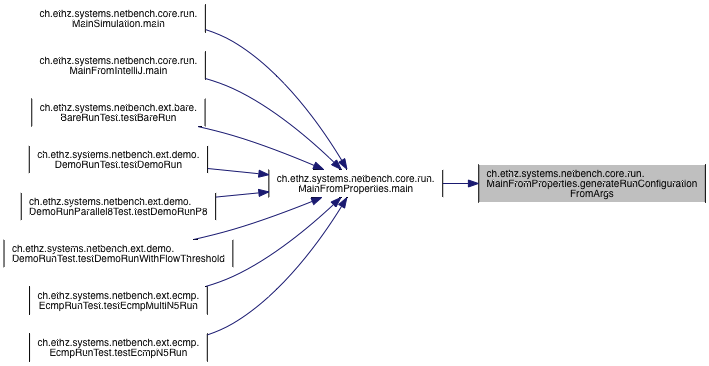 ch.ethz.systems.netbench.core.run.
MainSimulation.main
ch.ethz.systems.netbench.core.run.
MainFromIntelliJ.main
ch.ethz.systems.netbench.ext.bare.
BareRunTest.testBareRun
ch.ethz.systems.netbench.ext.demo.
DemoRunTest.testDemoRun
ch.ethz.systems.netbench.ext.demo.
DemoRunParallel8Test.testDemoRunP8
ch.ethz.systems.netbench.ext.demo.
DemoRunTest.testDemoRunWithFlowThreshold
ch.ethz.systems.netbench.ext.ecmp.
EcmpRunTest.testEcmpMultiN5Run
ch.ethz.systems.netbench.ext.ecmp.
EcmpRunTest.testEcmpN5Run
ch.ethz.systems.netbench.core.run.
MainFromProperties.main
ch.ethz.systems.netbench.core.run.
MainFromProperties.generateRunConfiguration
FromArgs